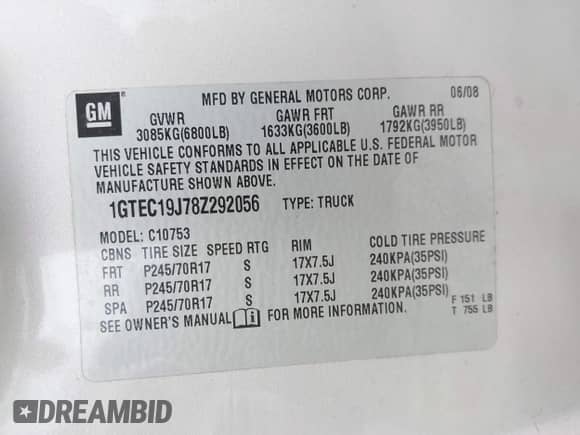 GM
MFD BY GENERAL MOTORS CORP. 06/08
GVWR GAWR FRT GAWR RR
3085KG(6800LB) 1633KG(3600LB) 1792KG(3950LB)
THIS VEHICLE CONFORMS TO ALL APPLICABLE U.S. FEDERAL MOTOR
VEHICLE SAFETY STANDARDS IN EFFECT ON THE DATE OF
MANUFACTURE SHOWN ABOVE.
1GTEC19J78Z292056 TYPE: TRUCK
MODEL: C10753
CBNS TIRE SIZE SPEED RTG RIM COLD TIRE PRESSURE
FRT P245/70R17 S 17X7.5J 240KPA(35PSI)
RR P245/70R17 S 17X7.5J 240KPA(35PSI)
SPA P245/70R17 S 17X7.5J 240KPA(35PSI)
F 151 LB
T 755 LB
SEE OWNER'S MANUAL FOR MORE INFORMATION.
DREAMBID